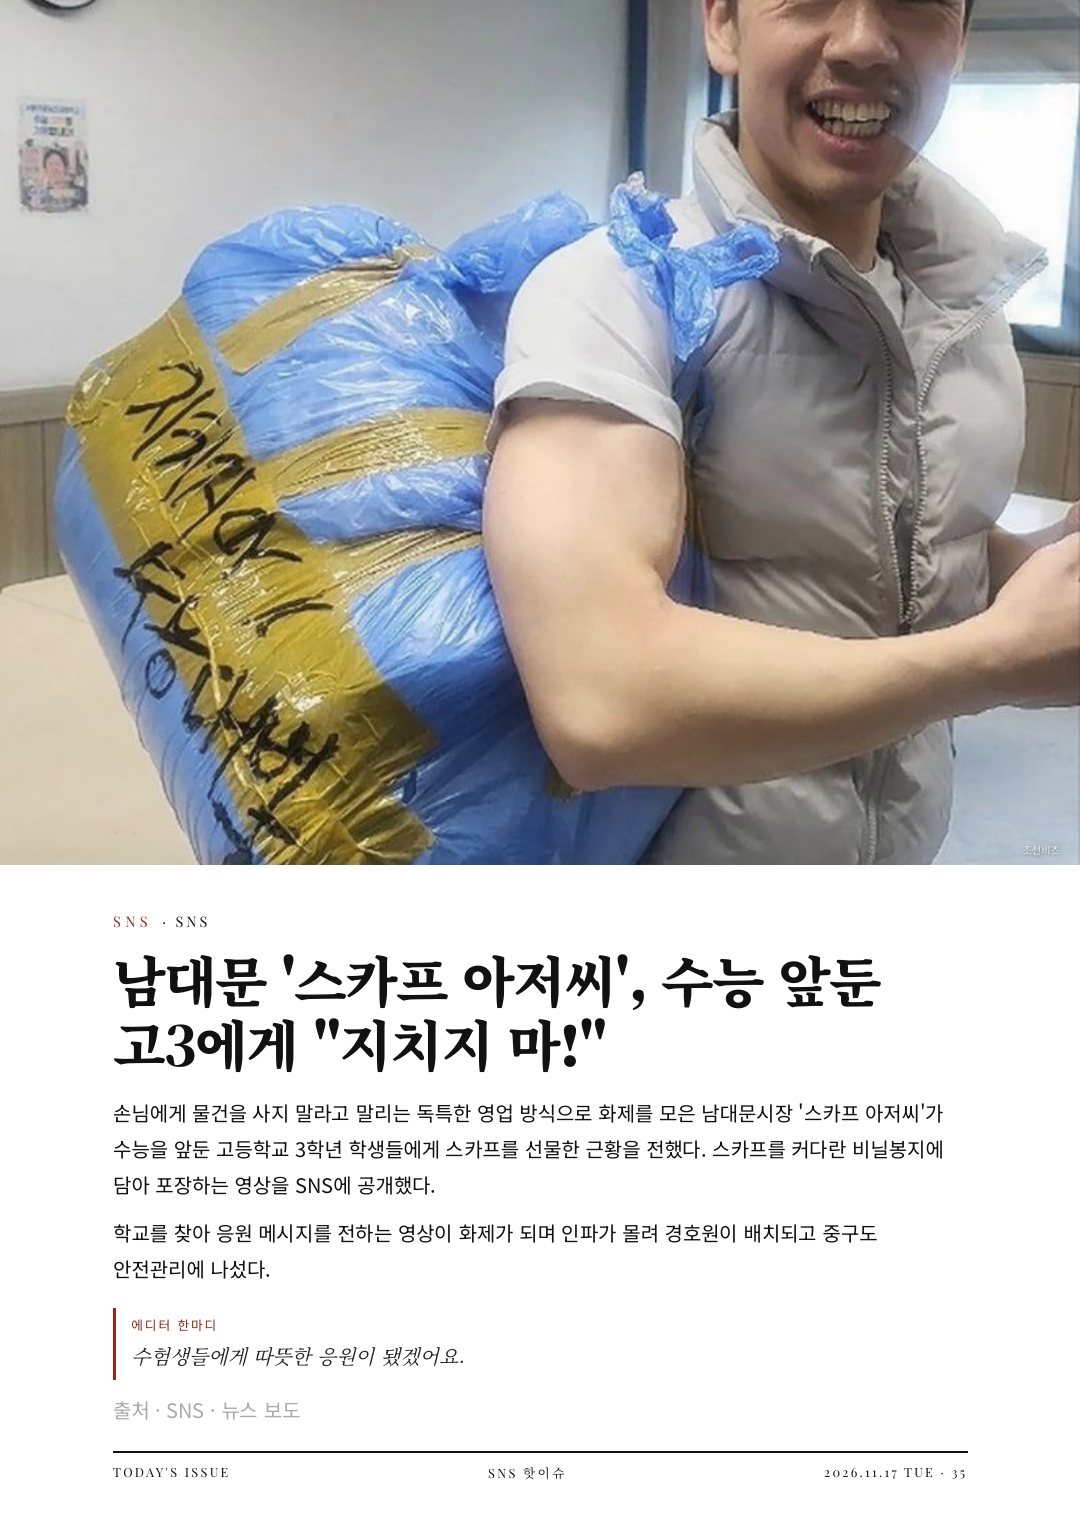 조선비즈
SNS · SNS
남대문 '스카프 아저씨', 수능 앞둔
고3에게 "지치지 마!"
손님에게 물건을 사지 말라고 말리는 독특한 영업 방식으로 화제를 모은 남대문시장 '스카프 아저씨'가
수능을 앞둔 고등학교 3학년 학생들에게 스카프를 선물한 근황을 전했다. 스카프를 커다란 비닐봉지에
담아 포장하는 영상을 SNS에 공개했다.
학교를 찾아 응원 메시지를 전하는 영상이 화제가 되며 인파가 몰려 경호원이 배치되고 중구도
안전관리에 나섰다.
에디터 한마디
수험생들에게 따뜻한 응원이 됐겠어요.
출처 · SNS · 뉴스 보도
TODAY'S ISSUE
SNS 핫이슈
2026.11.17 TUE · 35